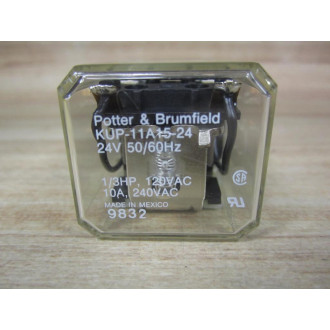 Potter & Brumfield
KUP-11A15-24
24V 50/60Hz
1/3HP, 120VAC
10A, 240VAC
MADE IN MEXICO
9832